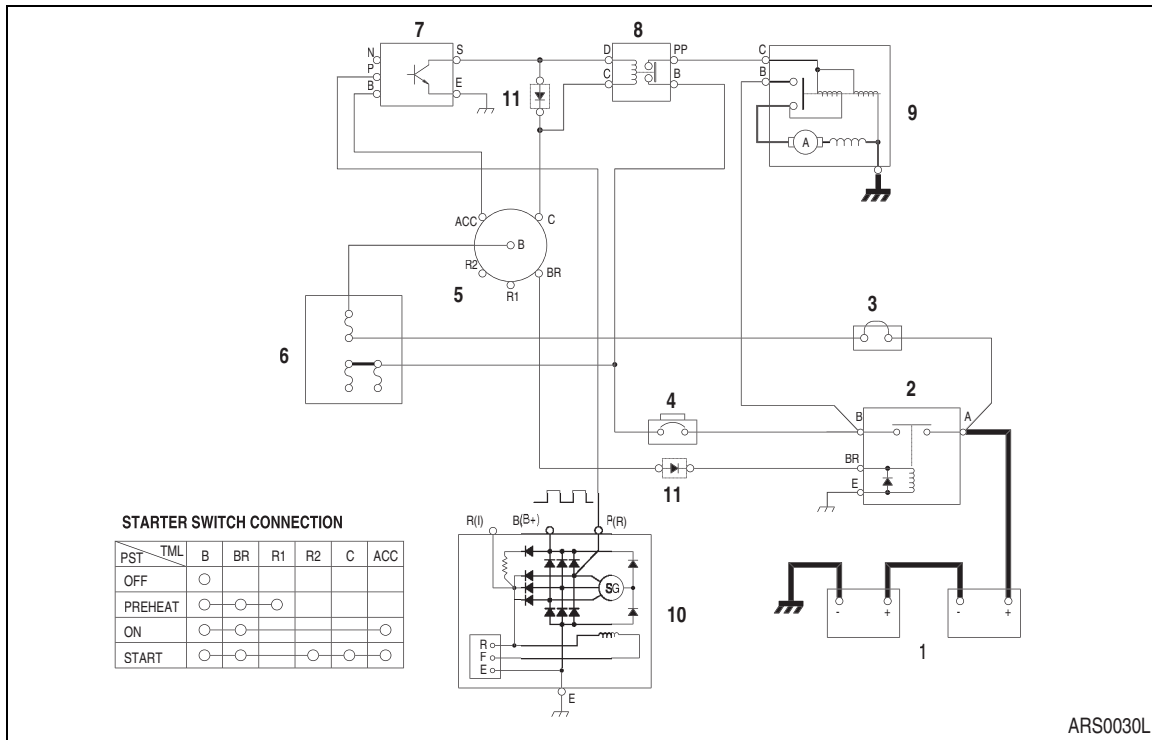 7
8
N
S
D
PP
C
P
B
E
C
B
B
11
9
A
ACC
C
B
R2
BR
5
R1
3
6
2
4
B
A
BR
E
11
STARTER SWITCH CONNECTION
R(I)
B(B+)
P(R)
PST TML B BR R1 R2 C ACC
OFF
PREHEAT
ON
START
SG
10
R
F
E
E
- + - +
1
ARS0030L